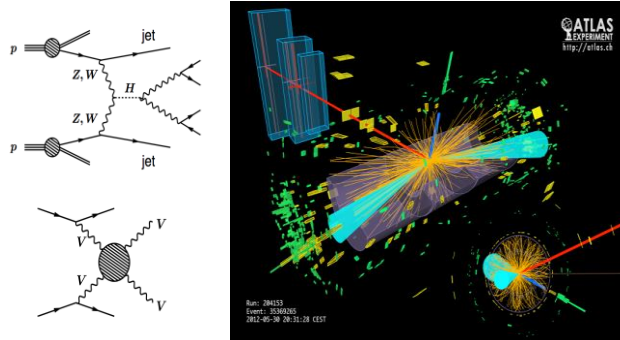 p
jet
Z, W
H
Z, W
p
jet
V
V
V
V
ATLAS
EXPERIMENT
http://atlas.ch
Run: 204153
Event: 35369265
2012-05-30 20:31:28 CEST